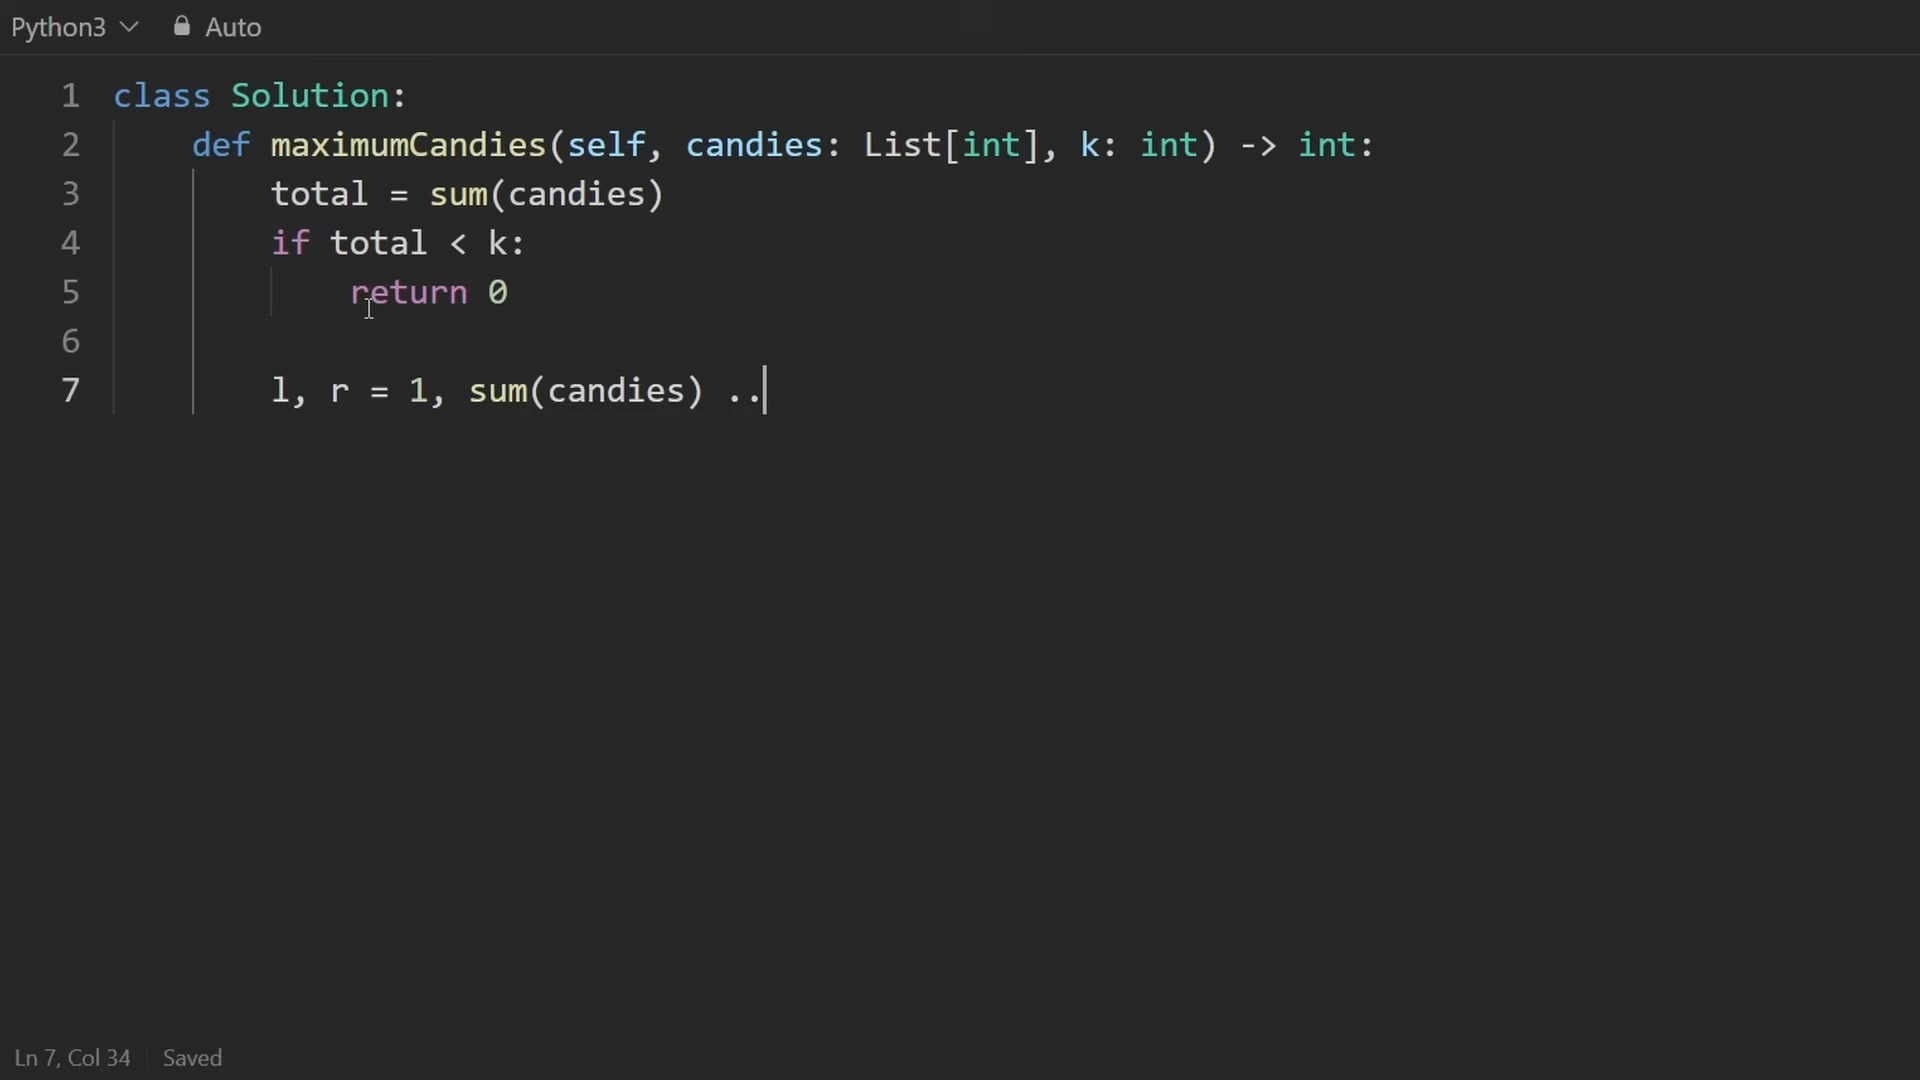 Python3 Auto
1 class Solution:
2     def maximumCandies(self, candies: List[int], k: int) -> int:
3         total = sum(candies)
4         if total < k:
5             return 0
6
7         l, r = 1, sum(candies) ..
Ln 7, Col 34 Saved